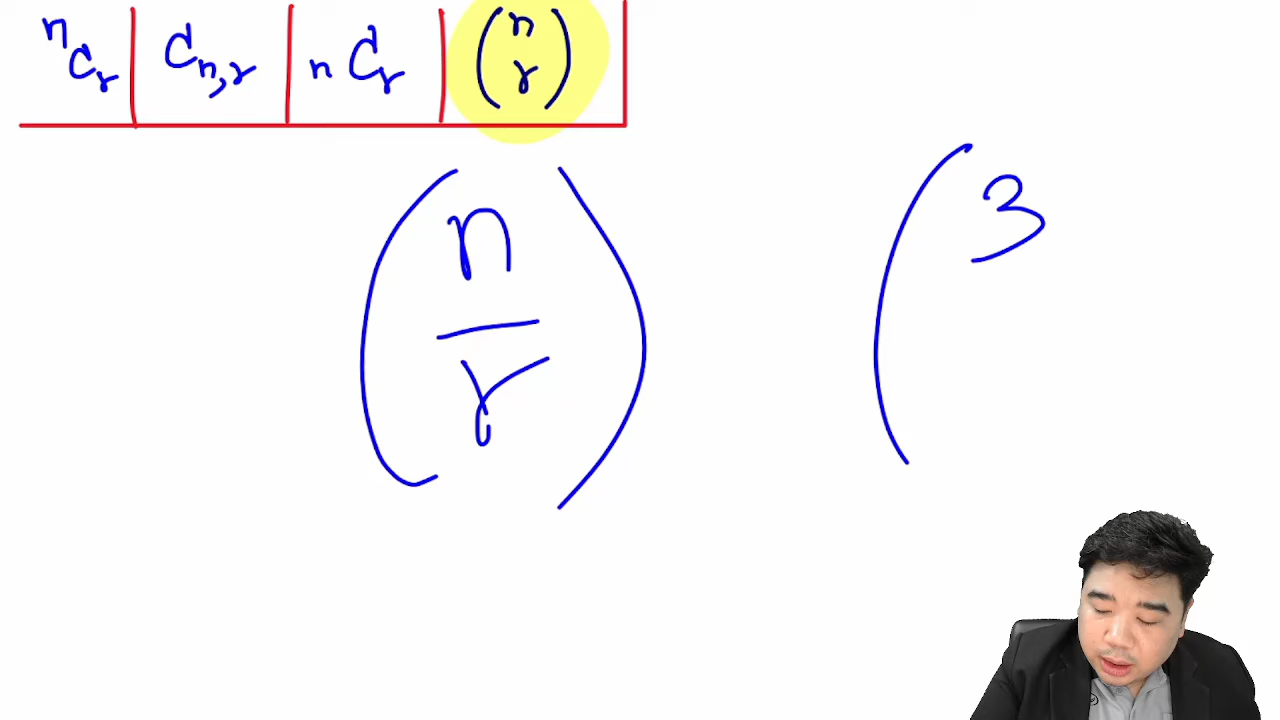 ⁿCᵣ | Cₙ,ᵣ | ₙCᵣ | (n r)
(n
r)
(3